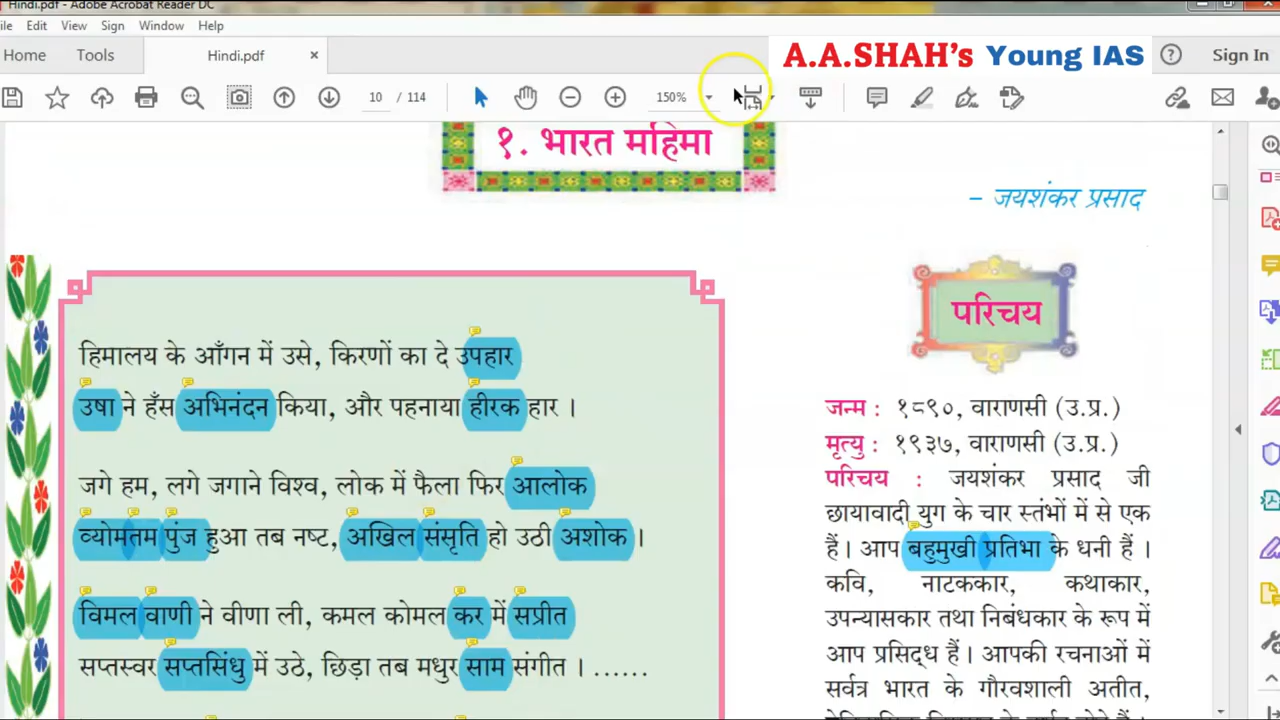 Hindi.pdf - Adobe Acrobat Reader DC
Edit View Sign Window Help
Home Tools Hindi.pdf ×
A.A.SHAH's Young IAS
? Sign In
10 / 114
150%
१. भारत महिमा
– जयशंकर प्रसाद
हिमालय के आँगन में उसे, किरणों का दे उपहार
उषा ने हँस अभिनंदन किया, और पहनाया हीरक हार ।
जगे हम, लगे जगाने विश्व, लोक में फैला फिर आलोक
व्योमतम पुंज हुआ तब नष्ट, अखिल संसृति हो उठी अशोक ।
विमल वाणी ने वीणा ली, कमल कोमल कर में सप्रीत
सप्तस्वर सप्तसिंधु में उठे, छिड़ा तब मधुर साम संगीत । ......
परिचय
जन्म : १८९०, वाराणसी (उ.प्र.)
मृत्यु : १९३७, वाराणसी (उ.प्र.)
परिचय : जयशंकर प्रसाद जी
छायावादी युग के चार स्तंभों में से एक
हैं। आप बहुमुखी प्रतिभा के धनी हैं ।
कवि, नाटककार, कथाकार,
उपन्यासकार तथा निबंधकार के रूप में
आप प्रसिद्ध हैं। आपकी रचनाओं में
सर्वत्र भारत के गौरवशाली अतीत,